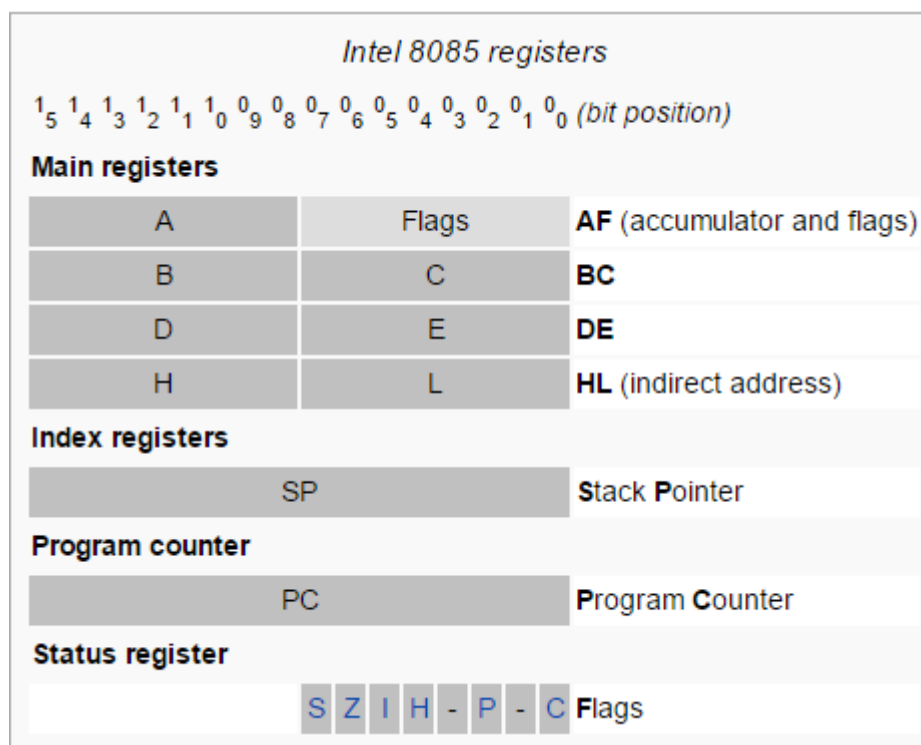 Intel 8085 registers
15 14 13 12 11 10 09 08 07 06 05 04 03 02 01 00 (bit position)
Main registers
A Flags AF (accumulator and flags)
B C BC
D E DE
H L HL (indirect address)
Index registers
SP Stack Pointer
Program counter
PC Program Counter
Status register
S Z I H - P - C Flags